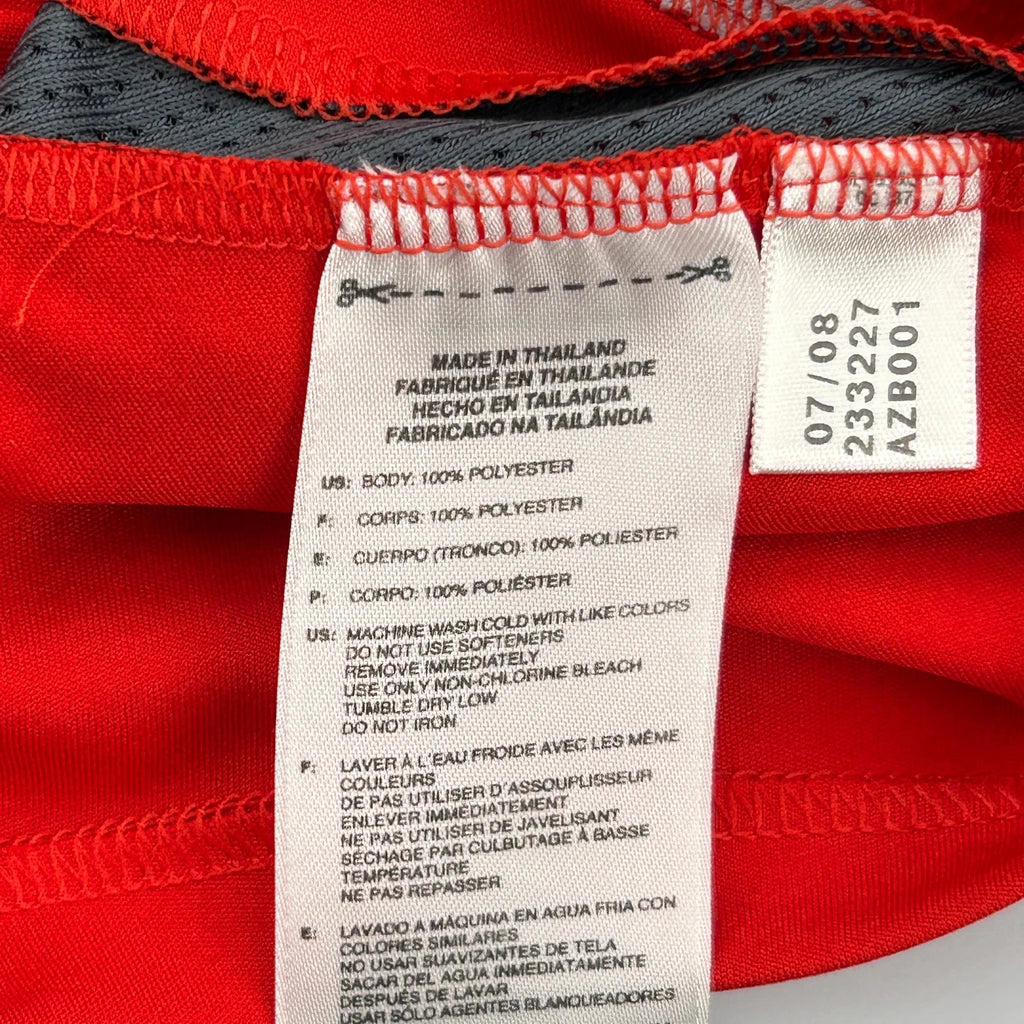 MADE IN THAILAND
FABRIQUÉ EN THAILANDE
HECHO EN TAILANDIA
FABRICADO NA TAILÂNDIA
US: BODY: 100% POLYESTER
F: CORPS: 100% POLYESTER
E: CUERPO (TRONCO): 100% POLIESTER
P: CORPO: 100% POLIÉSTER
US: MACHINE WASH COLD WITH LIKE COLORS
DO NOT USE SOFTENERS
REMOVE IMMEDIATELY
USE ONLY NON-CHLORINE BLEACH
TUMBLE DRY LOW
DO NOT IRON
F: LAVER À L'EAU FROIDE AVEC LES MÊME
COULEURS
DE PAS UTILISER D'ASSOUPLISSEUR
ENLEVER IMMÉDIATEMENT
NE PAS UTILISER DE JAVELISANT
SÉCHAGE PAR CULBUTAGE À BASSE
TEMPÉRATURE
NE PAS REPASSER
E: LAVADO A MÁQUINA EN AGUA FRIA CON
COLORES SIMILARES
NO USAR SUAVIZANTES DE TELA
SACAR DEL AGUA INMEDIATAMENTE
DESPUÉS DE LAVAR
USAR SÓLO AGENTES BLANQUEADORES
07/08
233227
AZB001